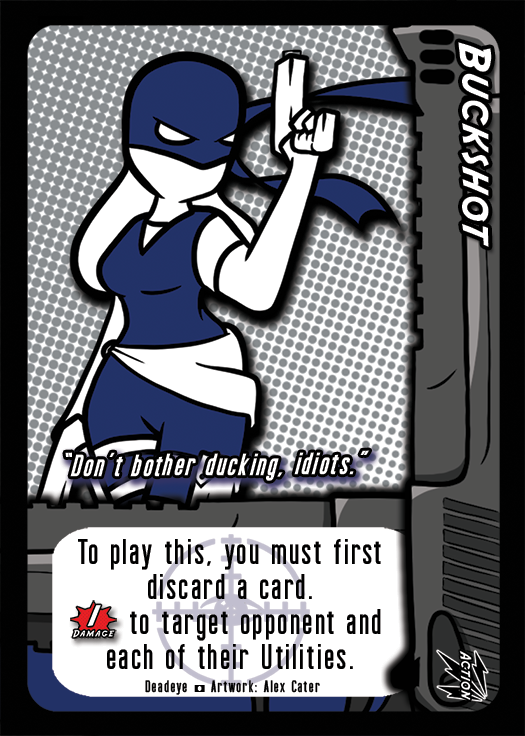 BUCKSHOT
"Don't bother ducking, idiots."
To play this, you must first
discard a card.
1 DAMAGE to target opponent and
each of their Utilities.
Deadeye Artwork: Alex Cater
ACTION